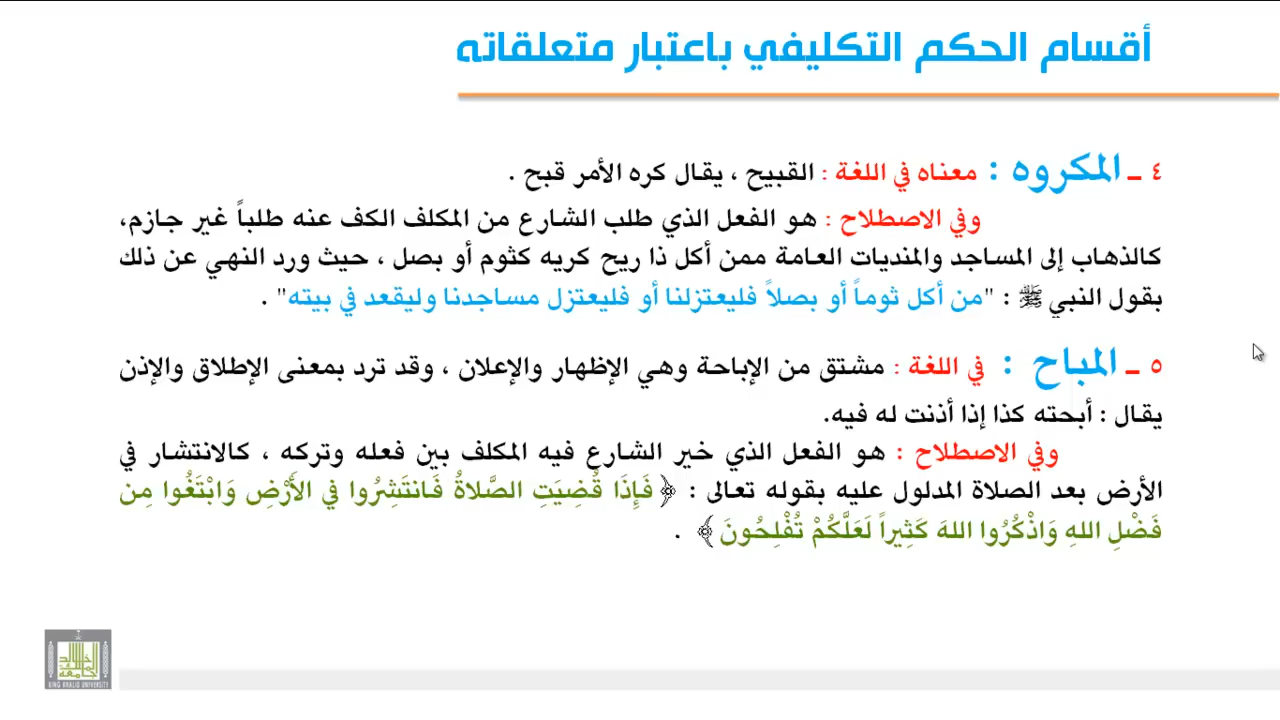 أقسام الحكم التكليفي باعتبار متعلقاته
٤ ـ المكروه : معناه في اللغة : القبيح ، يقال كره الأمر قبح .
وفي الاصطلاح : هو الفعل الذي طلب الشارع من المكلف الكف عنه طلباً غير جازم،
كالذهاب إلى المساجد والمنديات العامة ممن أكل ذا ريح كريه كثوم أو بصل ، حيث ورد النهي عن ذلك
بقول النبي ﷺ : "من أكل ثوماً أو بصلاً فليعتزلنا أو فليعتزل مساجدنا وليقعد في بيته" .
٥ ـ المباح : في اللغة : مشتق من الإباحة وهي الإظهار والإعلان ، وقد ترد بمعنى الإطلاق والإذن
يقال : أبحته كذا إذا أذنت له فيه.
وفي الاصطلاح : هو الفعل الذي خير الشارع فيه المكلف بين فعله وتركه ، كالانتشار في
الأرض بعد الصلاة المدلول عليه بقوله تعالى : ﴿ فَإِذَا قُضِيَتِ الصَّلاةُ فَانتَشِرُوا فِي الأَرْضِ وَابْتَغُوا مِن
فَضْلِ اللهِ وَاذْكُرُوا اللهَ كَثِيراً لَعَلَّكُمْ تُفْلِحُونَ ﴾ .
جامعة الملك خالد
KING KHALID UNIVERSITY